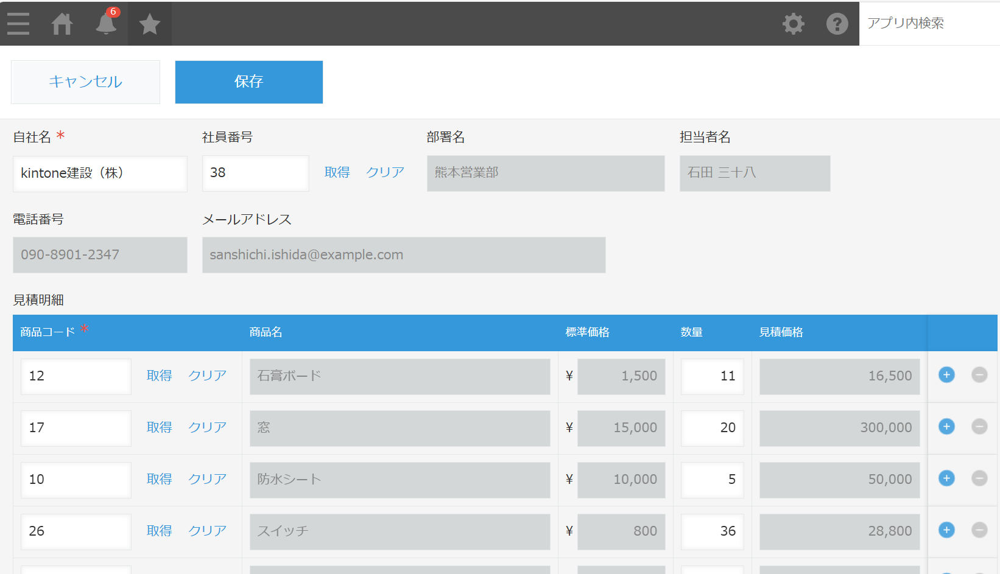 6
アプリ内検索
キャンセル 保存
自社名 * 社員番号 部署名 担当者名
kintone建設（株） 38 取得 クリア 熊本営業部 石田 三十八
電話番号 メールアドレス
090-8901-2347 sanshichi.ishida@example.com
見積明細
商品コード * 商品名 標準価格 数量 見積価格
12 取得 クリア 石膏ボード ¥ 1,500 11 16,500
17 取得 クリア 窓 ¥ 15,000 20 300,000
10 取得 クリア 防水シート ¥ 10,000 5 50,000
26 取得 クリア スイッチ ¥ 800 36 28,800